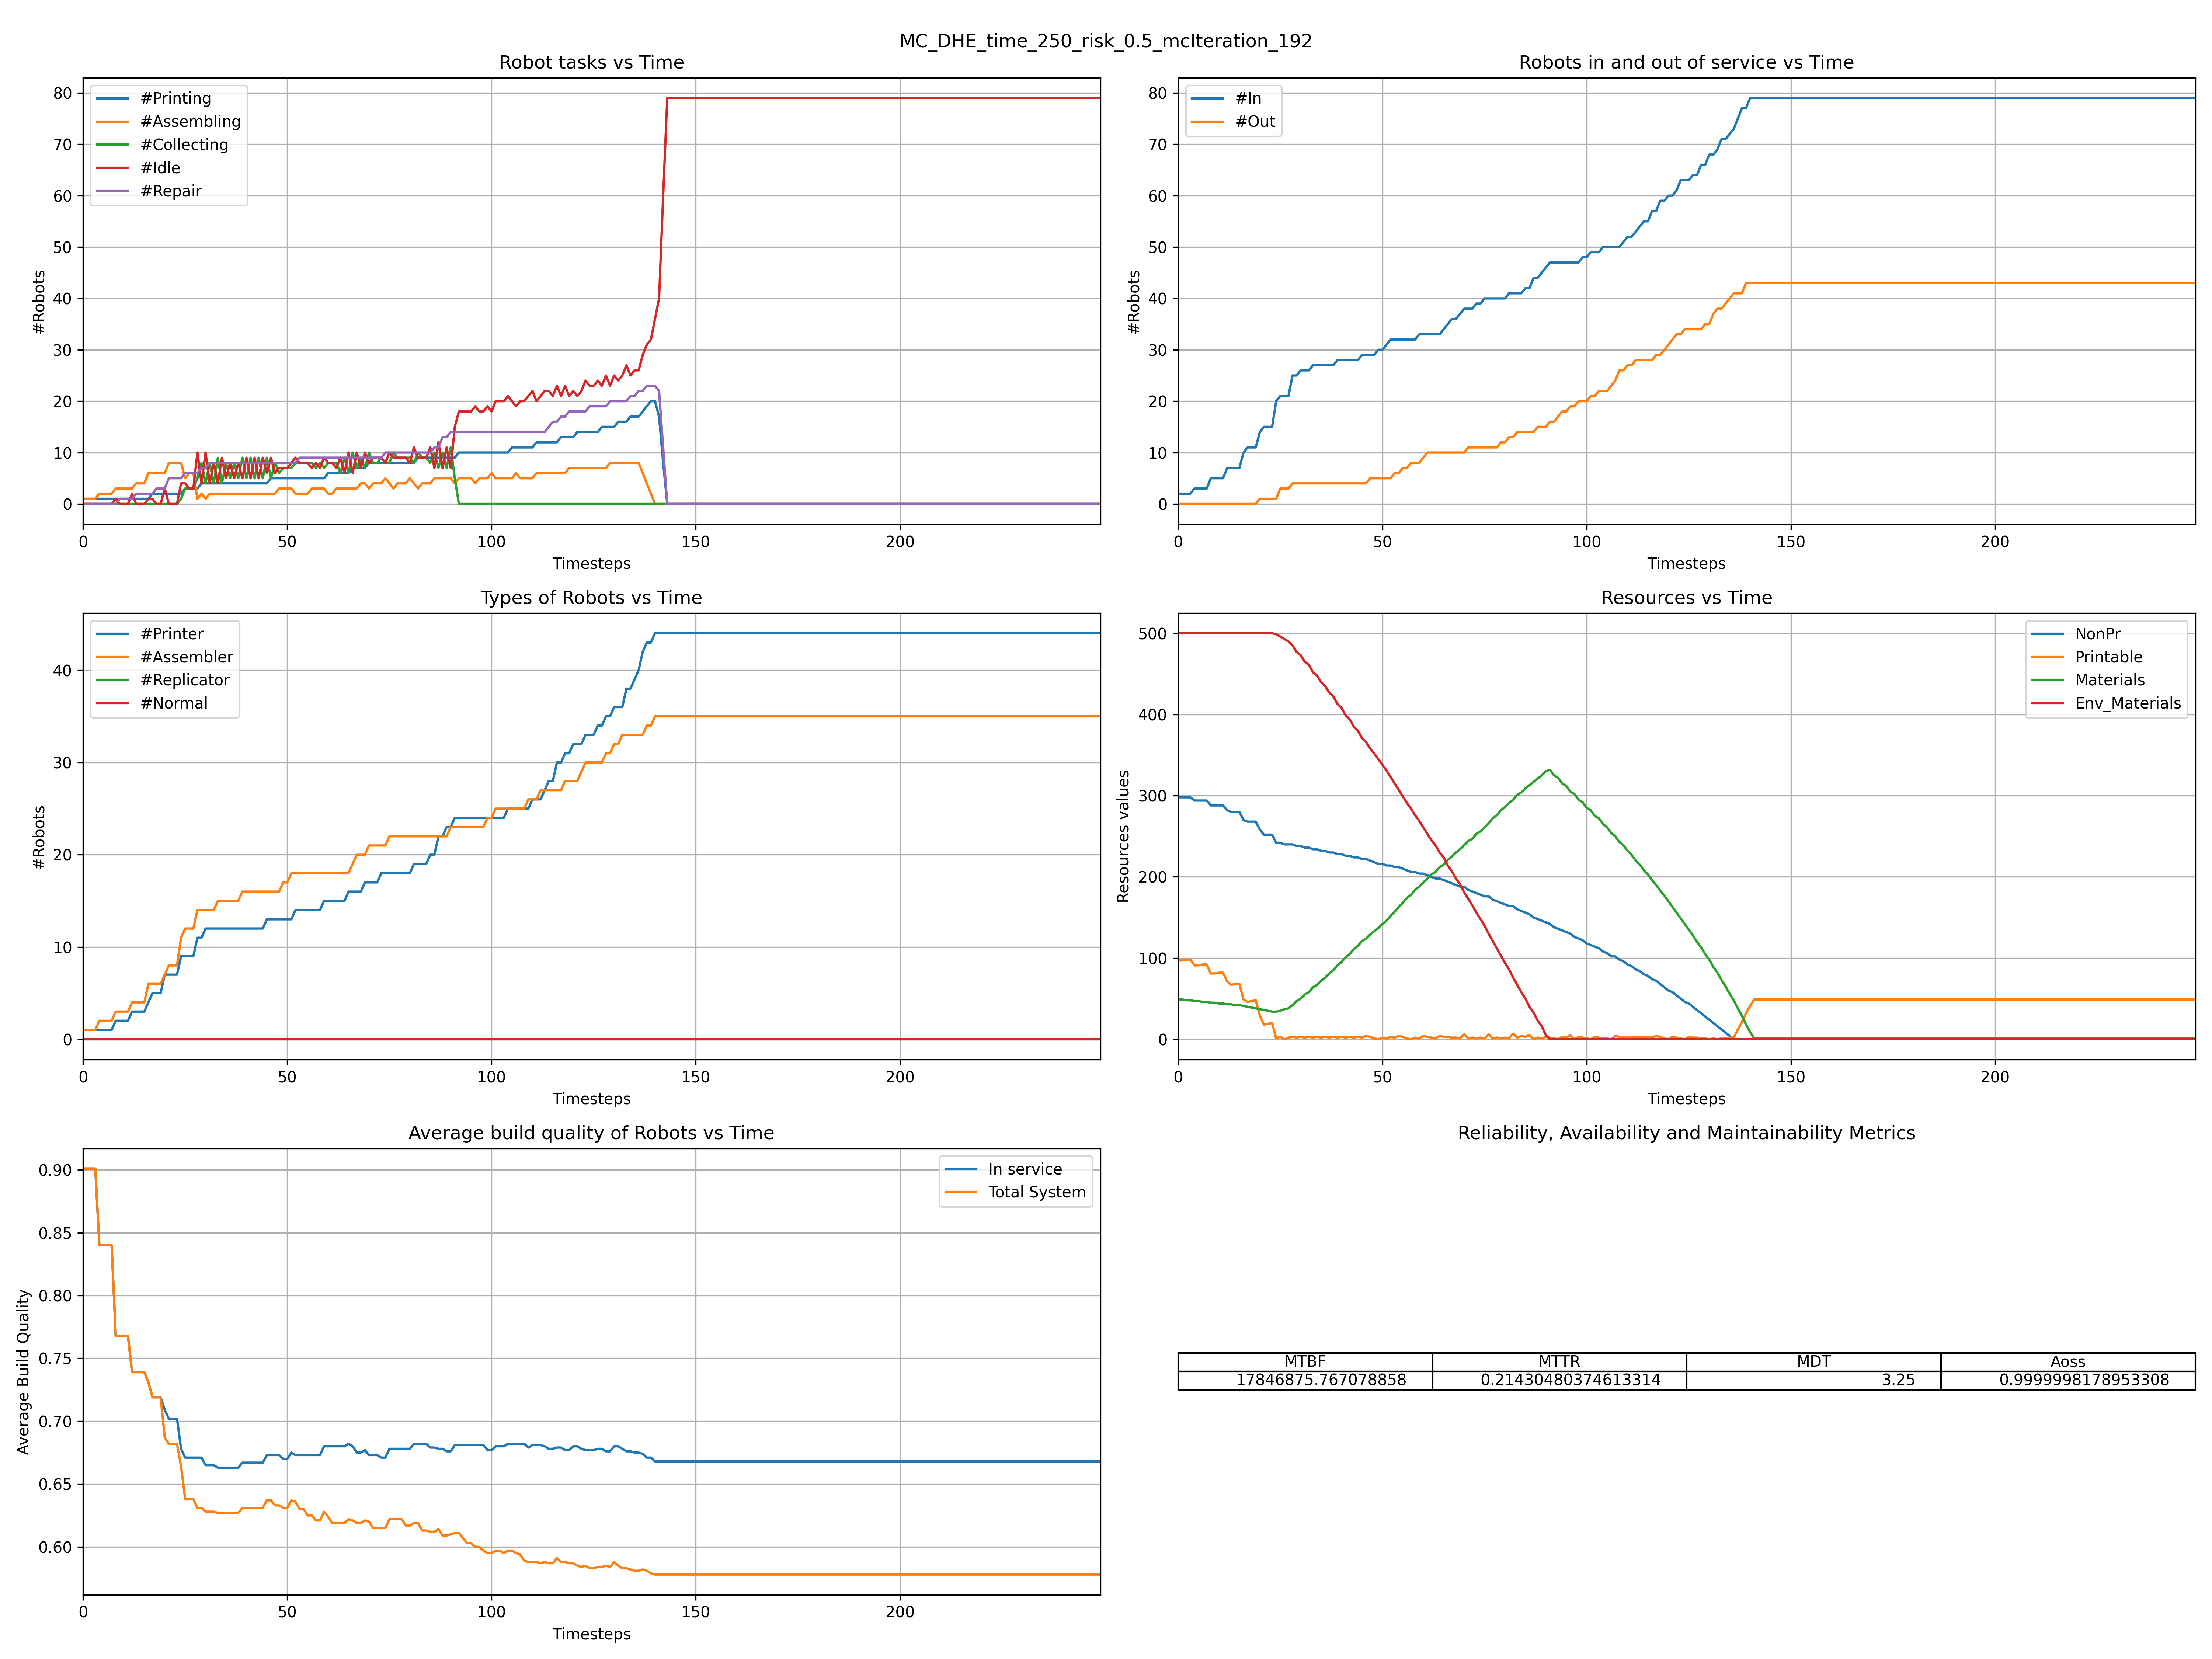 MC_DHE_time_250_risk_0.5_mcIteration_192
Robot tasks vs Time
#Printing
#Assembling
#Collecting
#Idle
#Repair
80
70
60
50
40
30
20
10
0
#Robots
0 50 100 150 200
Timesteps
Robots in and out of service vs Time
#In
#Out
80
70
60
50
40
30
20
10
0
#Robots
0 50 100 150 200
Timesteps
Types of Robots vs Time
#Printer
#Assembler
#Replicator
#Normal
40
30
20
10
0
#Robots
0 50 100 150 200
Timesteps
Resources vs Time
NonPr
Printable
Materials
Env_Materials
500
400
300
200
100
0
Resources values
0 50 100 150 200
Timesteps
Average build quality of Robots vs Time
In service
Total System
0.90
0.85
0.80
0.75
0.70
0.65
0.60
Average Build Quality
0 50 100 150 200
Timesteps
Reliability, Availability and Maintainability Metrics
MTBF MTTR MDT Aoss
17846875.767078858 0.21430480374613314 3.25 0.9999998178953308